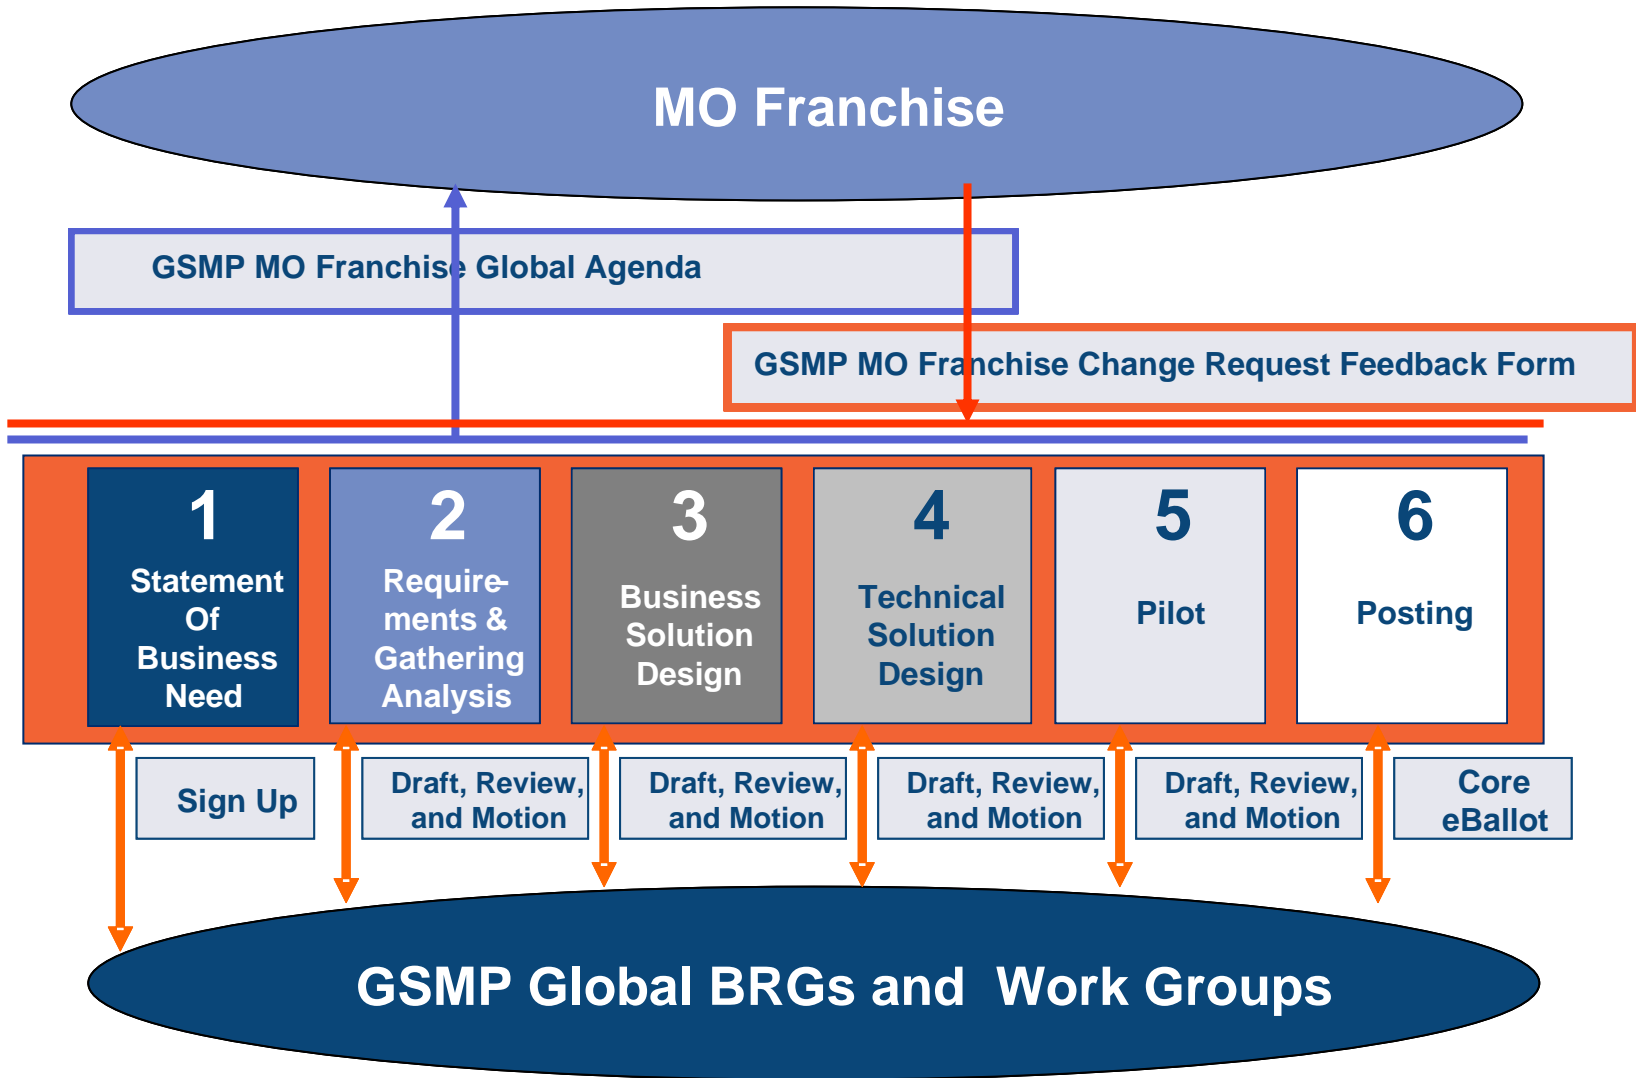 MO Franchise
GSMP MO Franchise Global Agenda
GSMP MO Franchise Change Request Feedback Form
1
Statement
Of
Business
Need
2
Require-
ments &
Gathering
Analysis
3
Business
Solution
Design
4
Technical
Solution
Design
5
Pilot
6
Posting
Sign Up
Draft, Review,
and Motion
Draft, Review,
and Motion
Draft, Review,
and Motion
Draft, Review,
and Motion
Core
eBallot
GSMP Global BRGs and  Work Groups